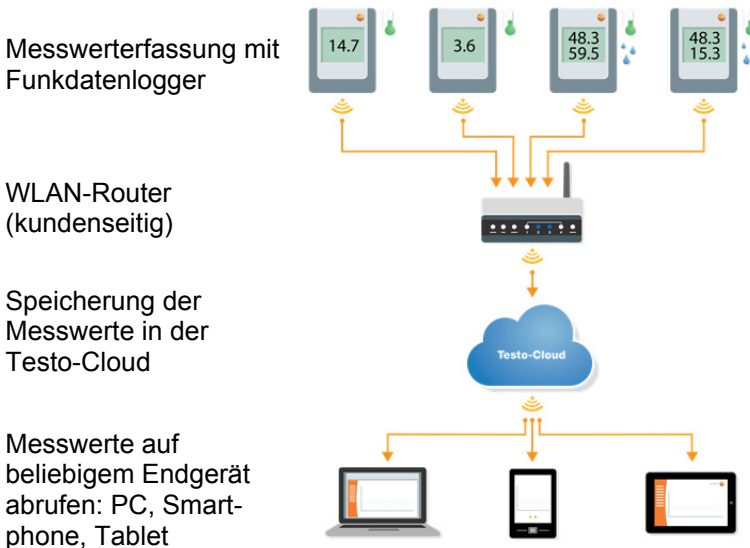 Messwerterfassung mit
Funkdatenlogger
14.7
3.6
48.3
59.5
48.3
15.3
WLAN-Router
(kundenseitig)
Speicherung der
Messwerte in der
Testo-Cloud
Testo-Cloud
Messwerte auf
beliebigem Endgerät
abrufen: PC, Smart-
phone, Tablet